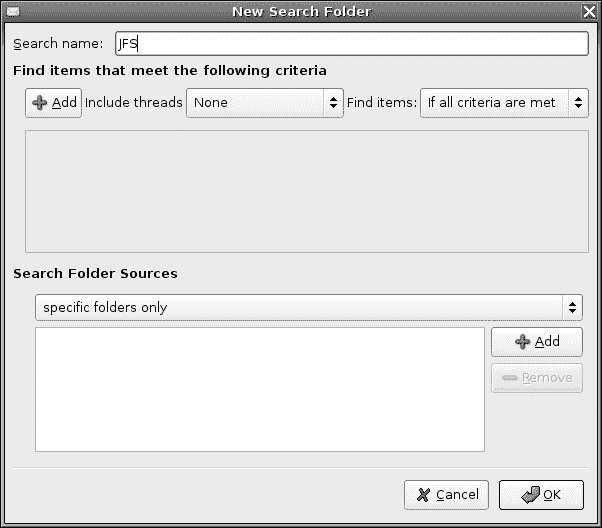 New Search Folder
Search name: JFS
Find items that meet the following criteria
Add Include threads None Find items: If all criteria are met
Search Folder Sources
specific folders only
Add
Remove
Cancel OK